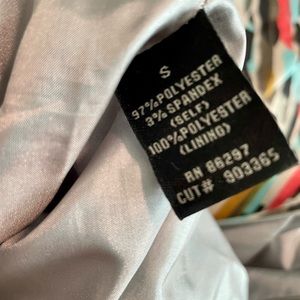 S
97%POLYESTER
3% SPANDEX
(SELF)
100%POLYESTER
(LINING)
RN 86297
CUT# 903365